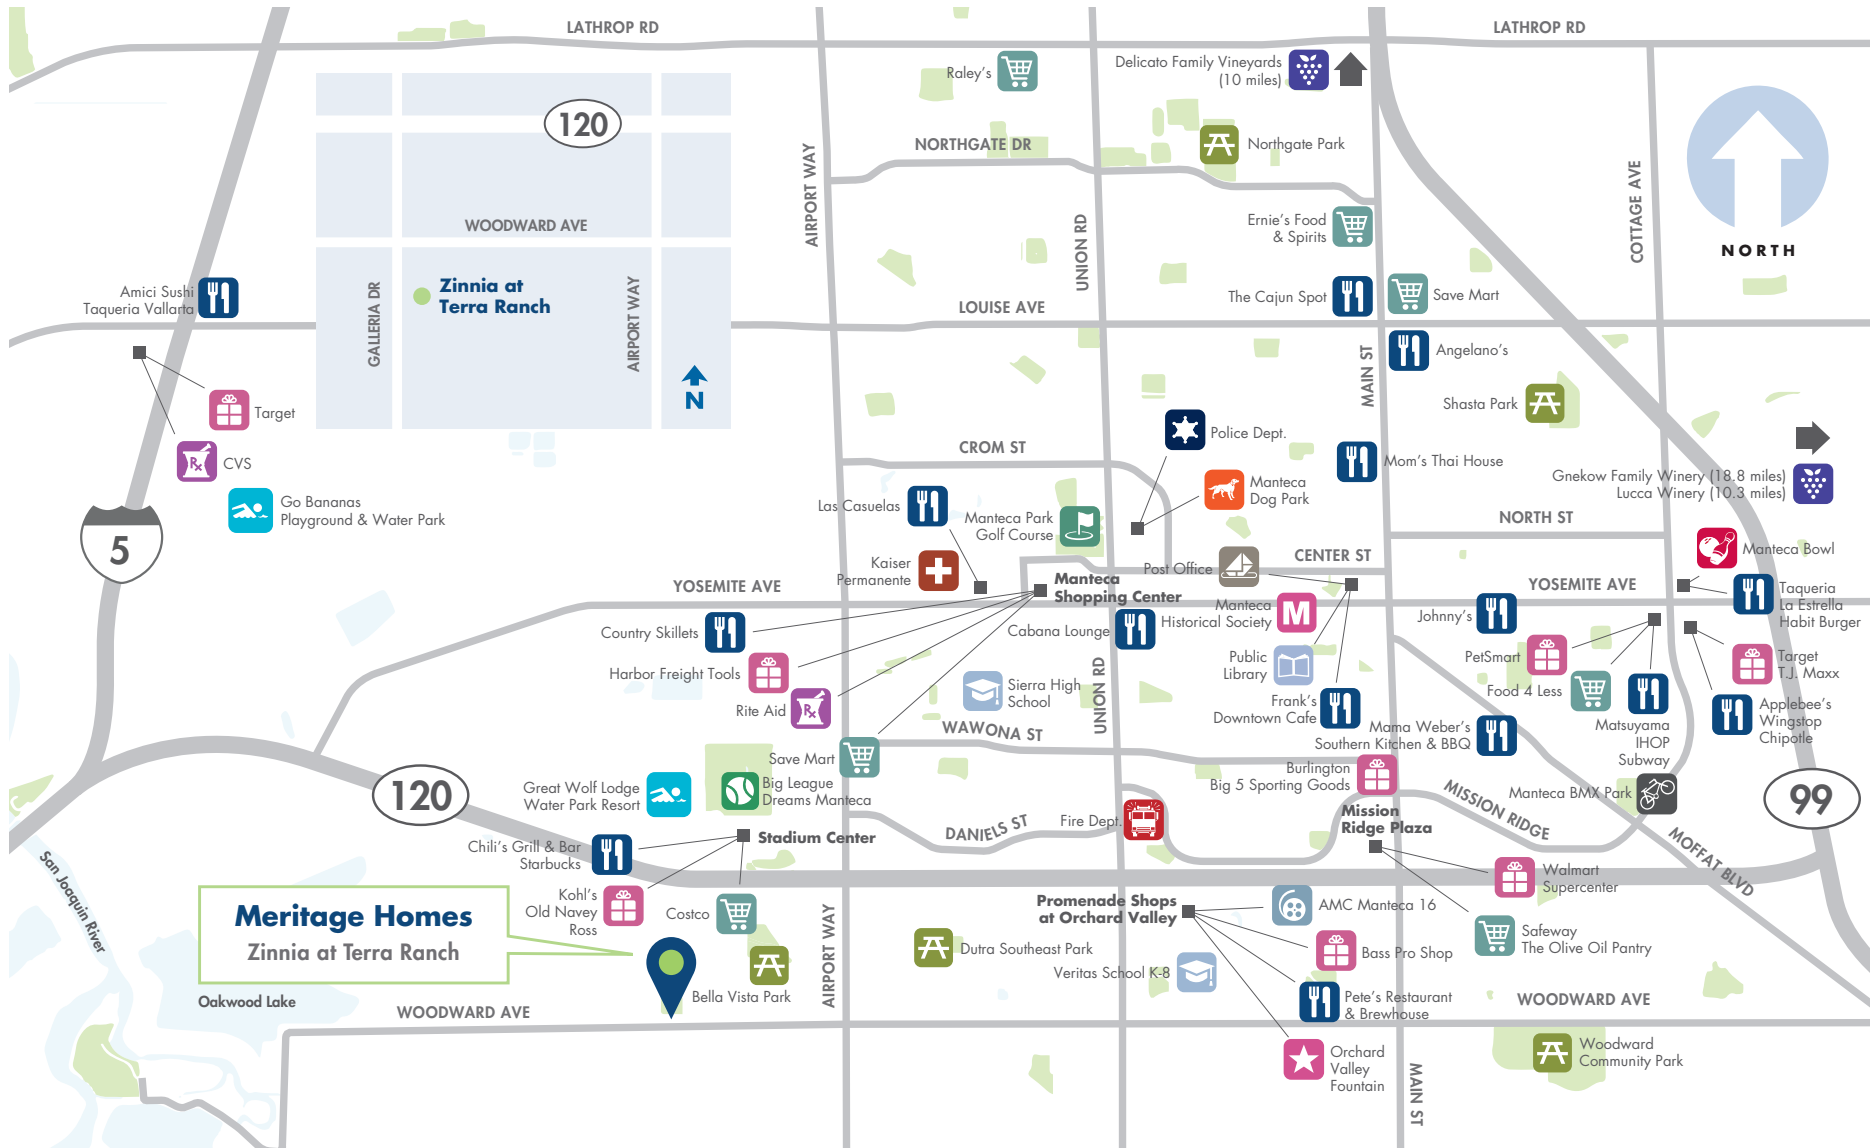 LATHROP RD
LATHROP RD
Raley's
Delicato Family Vineyards
(10 miles)
120
NORTHGATE DR
Northgate Park
AIRPORT WAY
UNION RD
COTTAGE AVE
NORTH
WOODWARD AVE
Ernie's Food
& Spirits
Zinnia at
Terra Ranch
GALLERIA DR
AIRPORT WAY
N
Amici Sushi
Taqueria Vallarta
LOUISE AVE
The Cajun Spot
Save Mart
MAIN ST
Angelano's
Shasta Park
Target
CVS
Rx
Go Bananas
Playground & Water Park
5
CROM ST
Police Dept.
Manteca
Dog Park
Mom's Thai House
Gnekow Family Winery (18.8 miles)
Lucca Winery (10.3 miles)
Las Casuelas
Manteca Park
Golf Course
NORTH ST
Manteca Bowl
Kaiser
Permanente
Post Office
CENTER ST
YOSEMITE AVE
Manteca
Shopping Center
YOSEMITE AVE
Taqueria
La Estrella
Habit Burger
Country Skillets
Cabana Lounge
Manteca
Historical Society
M
Johnny's
Harbor Freight Tools
Public
Library
PetSmart
Target
T.J. Maxx
Rite Aid
Rx
Sierra High
School
UNION RD
Frank's
Downtown Cafe
Food 4 Less
Matsuyama
IHOP
Subway
Applebee's
Wingstop
Chipotle
WAWONA ST
Mama Weber's
Southern Kitchen & BBQ
Save Mart
Burlington
Big 5 Sporting Goods
120
Great Wolf Lodge
Water Park Resort
Big League
Dreams Manteca
Manteca BMX Park
99
MISSION RIDGE
Mission
Ridge Plaza
Fire Dept.
DANIELS ST
Stadium Center
Chili's Grill & Bar
Starbucks
MOFFAT BLVD
San Joaquin River
Walmart
Supercenter
Kohl's
Old Navey
Ross
Costco
Promenade Shops
at Orchard Valley
AMC Manteca 16
Meritage Homes
Zinnia at Terra Ranch
Safeway
The Olive Oil Pantry
Dutra Southeast Park
Bass Pro Shop
Veritas School K-8
AIRPORT WAY
Bella Vista Park
Oakwood Lake
WOODWARD AVE
Pete's Restaurant
& Brewhouse
WOODWARD AVE
Orchard
Valley
Fountain
Woodward
Community Park
MAIN ST